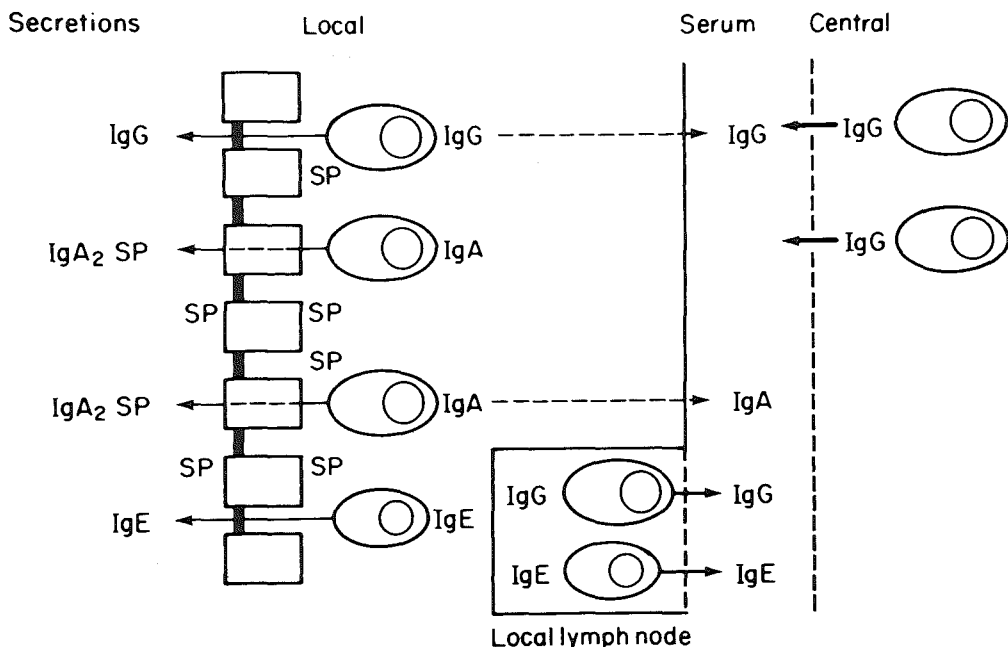 Secretions Local Serum Central
IgG IgG IgG IgG
SP
IgA₂ SP IgA IgG
SP SP
SP
IgA₂ SP IgA IgA
SP SP
IgG IgG
IgE IgE
IgE IgE
Local lymph node